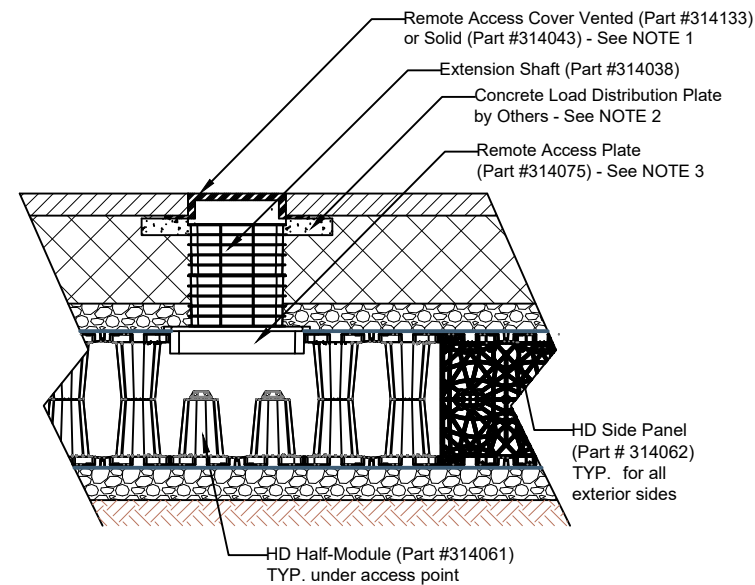 Remote Access Cover Vented (Part #314133)
or Solid (Part #314043) - See NOTE 1
Extension Shaft (Part #314038)
Concrete Load Distribution Plate
by Others - See NOTE 2
Remote Access Plate
(Part #314075) - See NOTE 3
HD Side Panel
(Part # 314062)
TYP. for all
exterior sides
HD Half-Module (Part #314061)
TYP. under access point